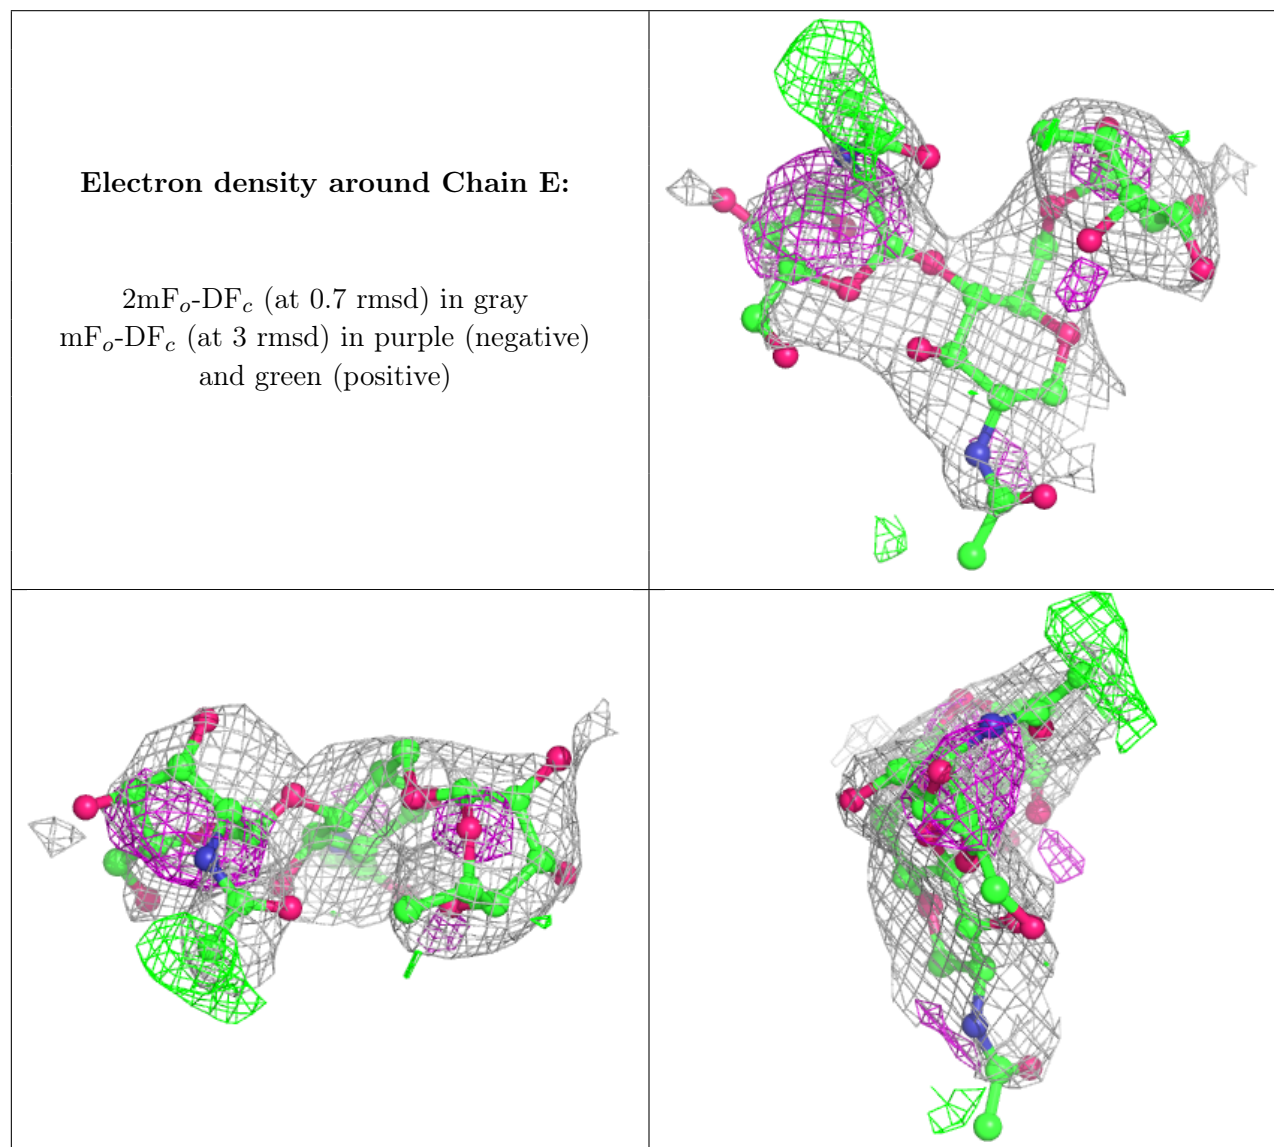 Electron density around Chain E:
2mFo-DFc (at 0.7 rmsd) in gray
mFo-DFc (at 3 rmsd) in purple (negative)
and green (positive)